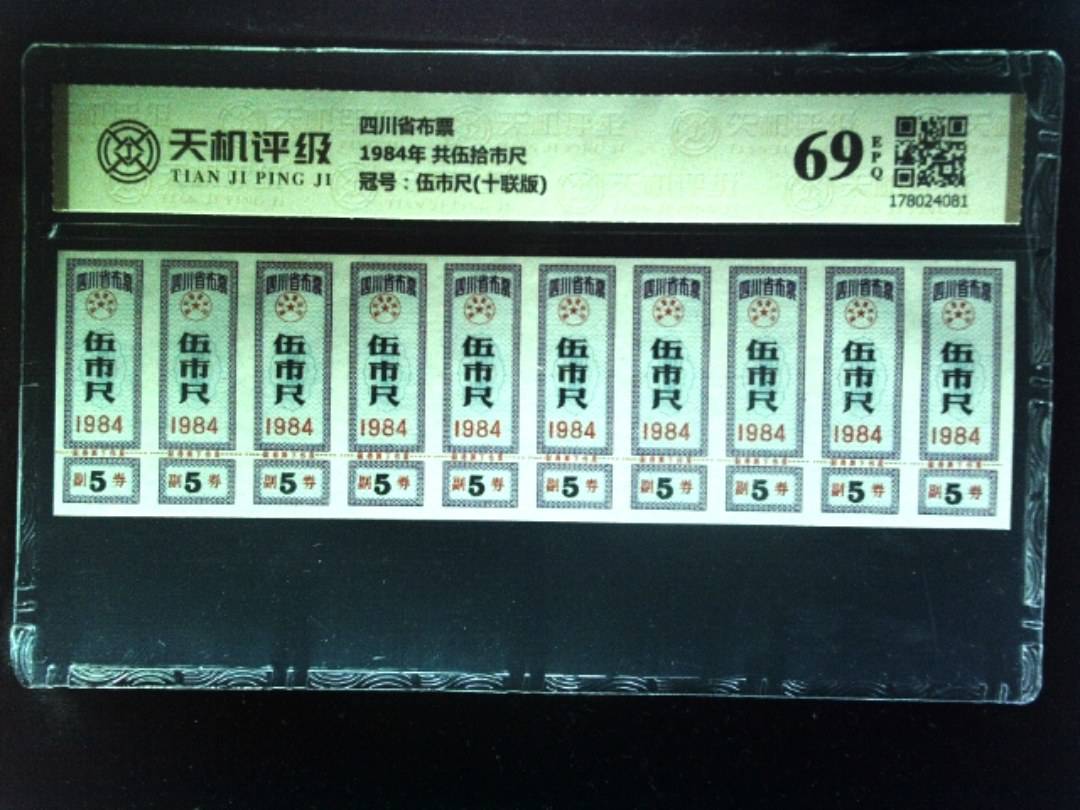 天机评级
TIAN JI PING JI
四川省布票
1984年 共伍拾市尺
冠号：伍市尺(十联版)
69
EPQ
178024081
四川省布票 四川省布票 四川省布票 四川省布票 四川省布票 四川省布票 四川省布票 四川省布票 四川省布票 四川省布票
伍市尺 伍市尺 伍市尺 伍市尺 伍市尺 伍市尺 伍市尺 伍市尺 伍市尺 伍市尺
1984 1984 1984 1984 1984 1984 1984 1984 1984 1984
副5券 副5券 副5券 副5券 副5券 副5券 副5券 副5券 副5券 副5券